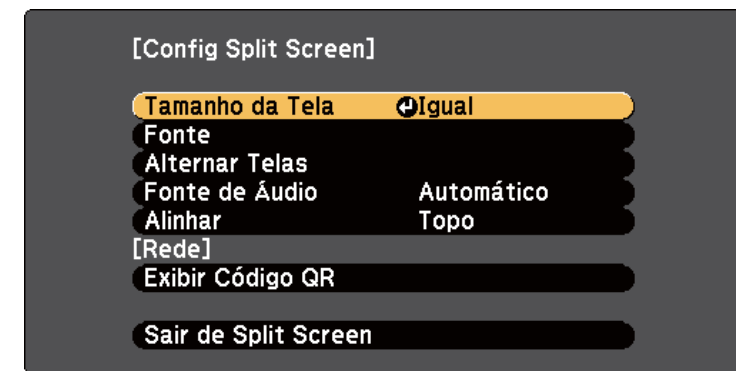 [Config Split Screen]
Tamanho da Tela Igual
Fonte
Alternar Telas
Fonte de Áudio Automático
Alinhar Topo
[Rede]
Exibir Código QR
Sair de Split Screen